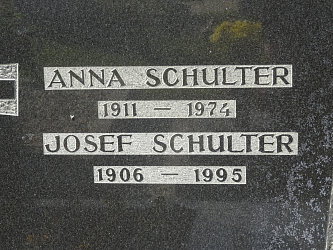 ANNA SCHULTER
1911 — 1974
JOSEF SCHULTER
1906 — 1995